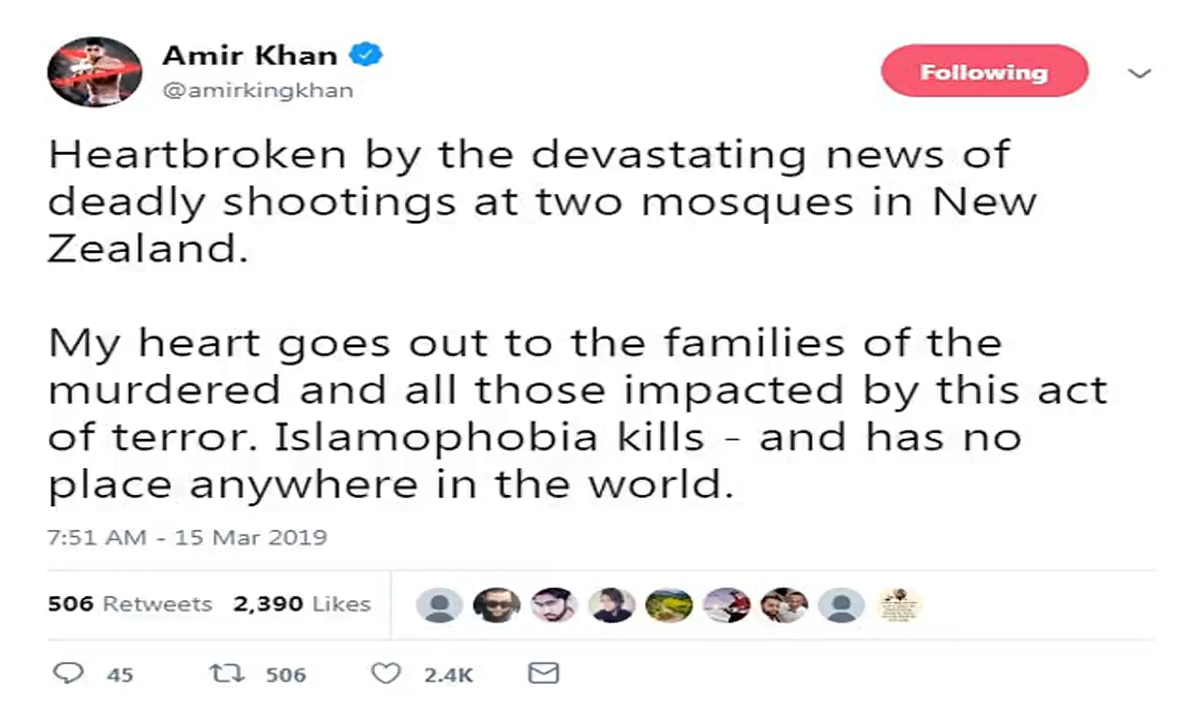 Amir Khan
@amirkingkhan
Following
Heartbroken by the devastating news of
deadly shootings at two mosques in New
Zealand.
My heart goes out to the families of the
murdered and all those impacted by this act
of terror. Islamophobia kills - and has no
place anywhere in the world.
7:51 AM - 15 Mar 2019
506 Retweets 2,390 Likes
45 506 2.4K